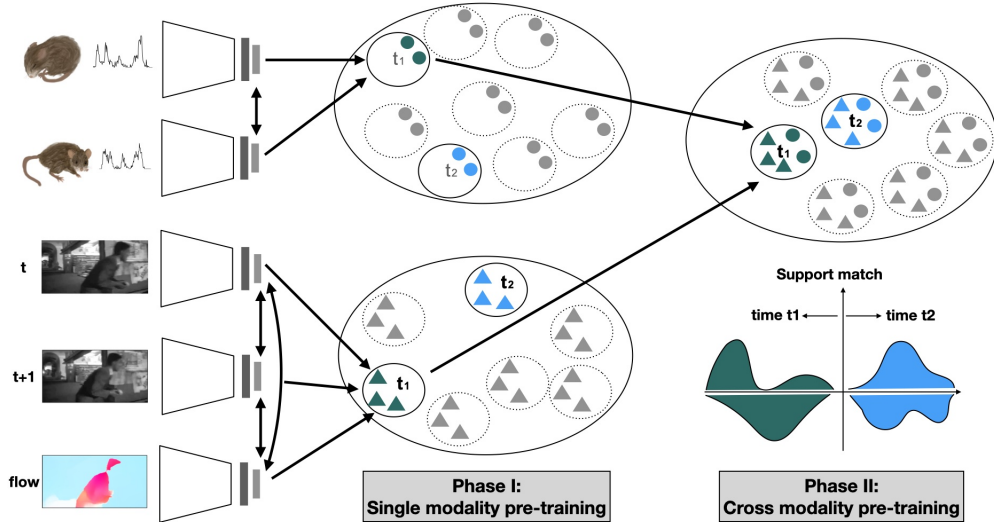 t₁
t₂
t₂
t₁
t
t₂
t+1
t₁
flow
Support match
time t1
time t2
Phase I:
Single modality pre-training
Phase II:
Cross modality pre-training